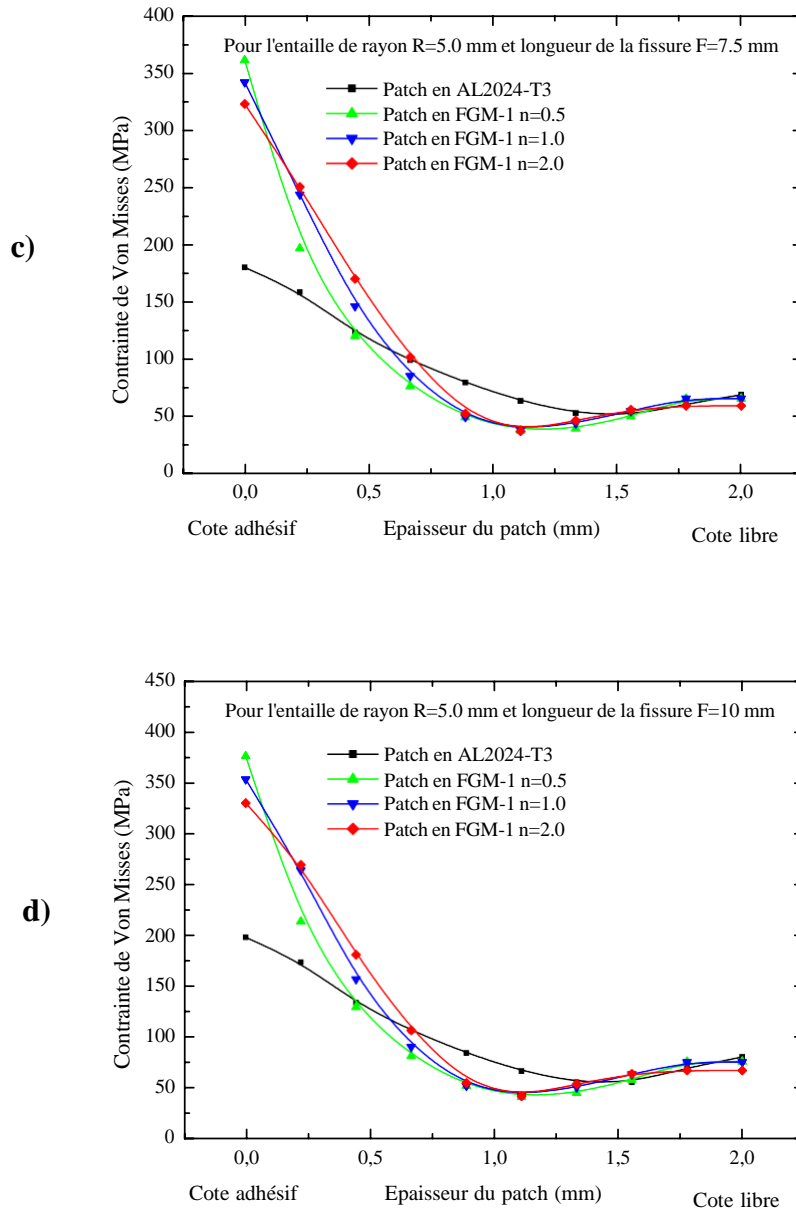 c)
Pour l'entaille de rayon R=5.0 mm et longueur de la fissure F=7.5 mm
Patch en AL2024-T3
Patch en FGM-1 n=0.5
Patch en FGM-1 n=1.0
Patch en FGM-1 n=2.0
Contrainte de Von Misses (MPa)
400
350
300
250
200
150
100
50
0
0,0 0,5 1,0 1,5 2,0
Cote adhésif Epaisseur du patch (mm) Cote libre
d)
Pour l'entaille de rayon R=5.0 mm et longueur de la fissure F=10 mm
Patch en AL2024-T3
Patch en FGM-1 n=0.5
Patch en FGM-1 n=1.0
Patch en FGM-1 n=2.0
Contrainte de Von Misses (MPa)
450
400
350
300
250
200
150
100
50
0
0,0 0,5 1,0 1,5 2,0
Cote adhésif Epaisseur du patch (mm) Cote libre